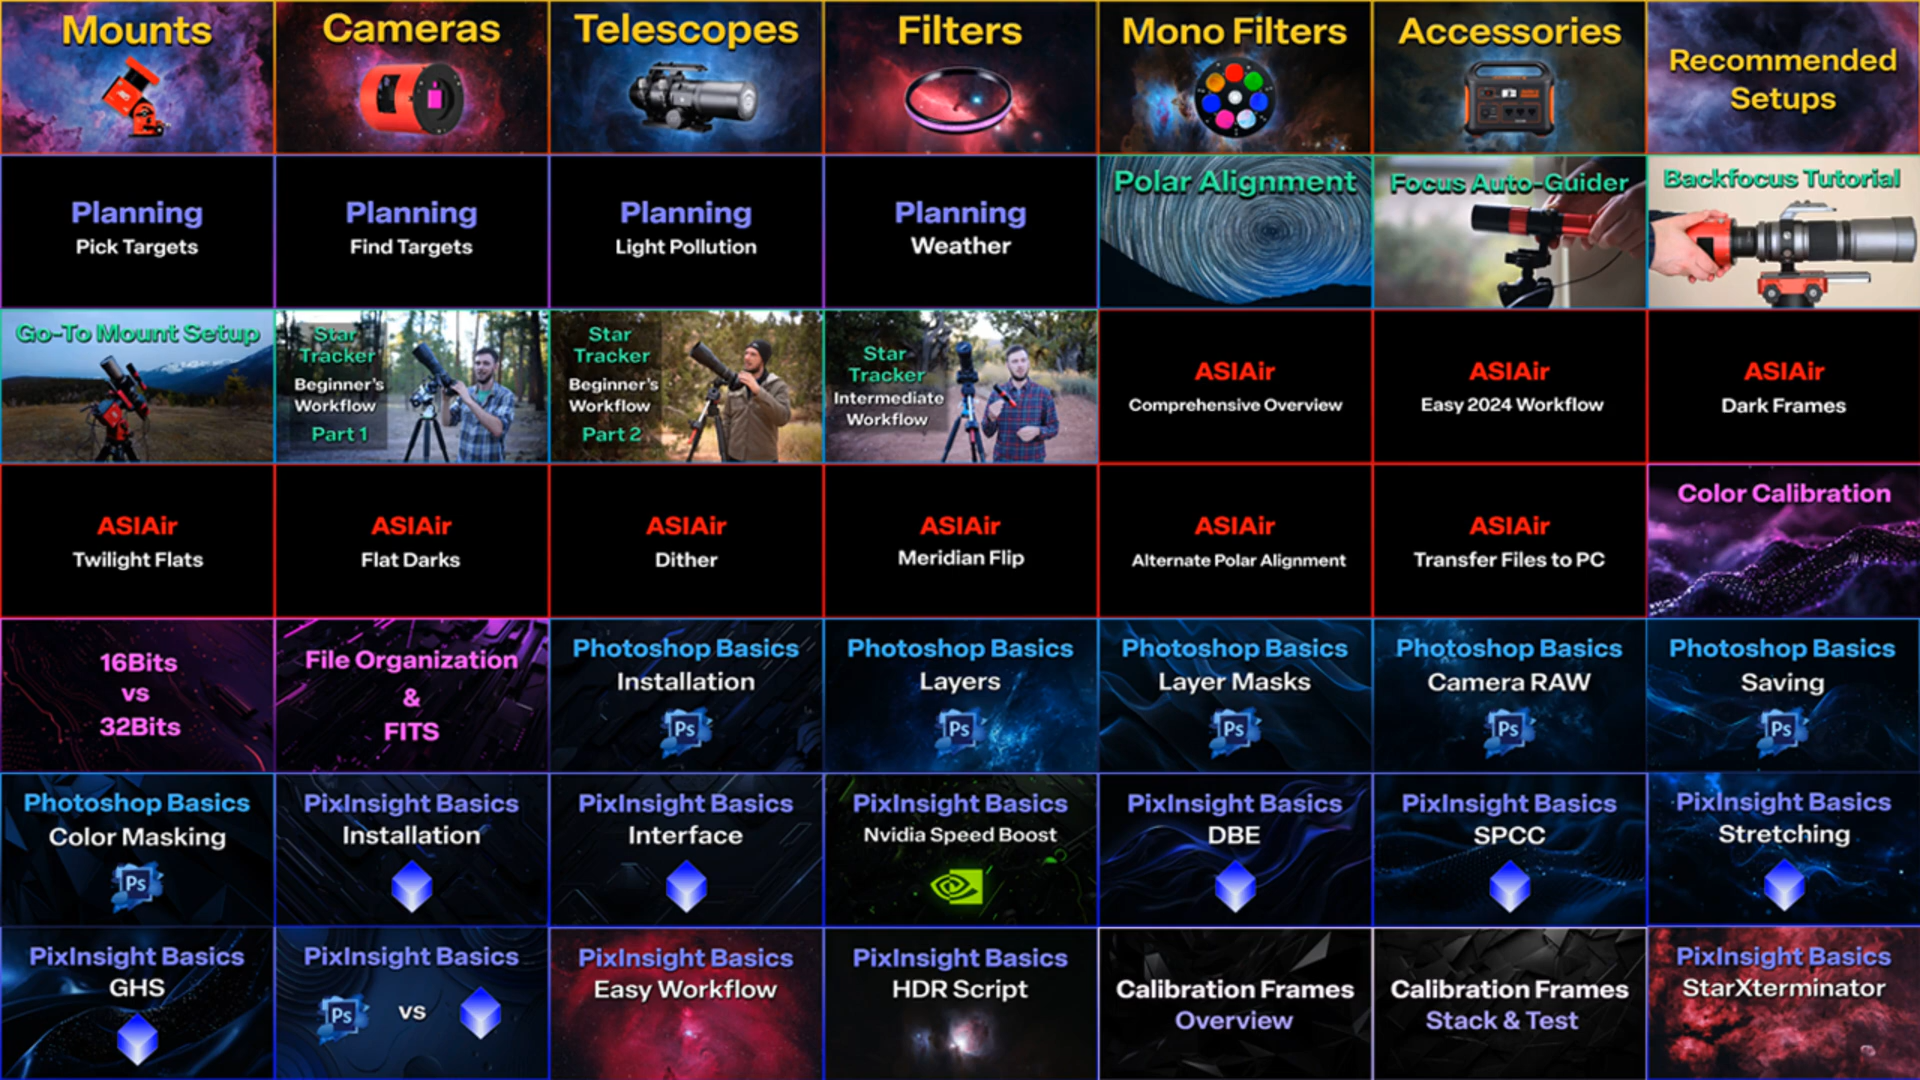 Mounts
Cameras
Telescopes
Filters
Mono Filters
Accessories
Recommended
Setups
Planning
Pick Targets
Planning
Find Targets
Planning
Light Pollution
Planning
Weather
Polar Alignment
Focus Auto-Guider
Backfocus Tutorial
Go-To Mount Setup
Star
Tracker
Beginner's
Workflow
Part 1
Star
Tracker
Beginner's
Workflow
Part 2
Star
Tracker
Intermediate
Workflow
ASIAir
Comprehensive Overview
ASIAir
Easy 2024 Workflow
ASIAir
Dark Frames
ASIAir
Twilight Flats
ASIAir
Flat Darks
ASIAir
Dither
ASIAir
Meridian Flip
ASIAir
Alternate Polar Alignment
ASIAir
Transfer Files to PC
Color Calibration
16Bits
vs
32Bits
File Organization
&
FITS
Photoshop Basics
Installation
Ps
Photoshop Basics
Layers
Ps
Photoshop Basics
Layer Masks
Ps
Photoshop Basics
Camera RAW
Ps
Photoshop Basics
Saving
Ps
Photoshop Basics
Color Masking
Ps
PixInsight Basics
Installation
PixInsight Basics
Interface
PixInsight Basics
Nvidia Speed Boost
PixInsight Basics
DBE
PixInsight Basics
SPCC
PixInsight Basics
Stretching
PixInsight Basics
GHS
PixInsight Basics
Ps vs
PixInsight Basics
Easy Workflow
PixInsight Basics
HDR Script
Calibration Frames
Overview
Calibration Frames
Stack & Test
PixInsight Basics
StarXterminator